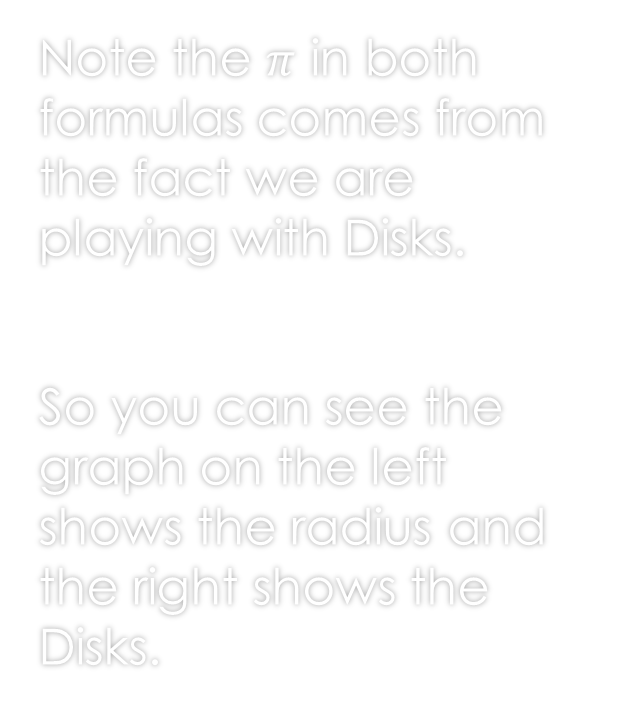 Note the 𝜋 in both
formulas comes from
the fact we are
playing with Disks.
So you can see the
graph on the left
shows the radius and
the right shows the
Disks.